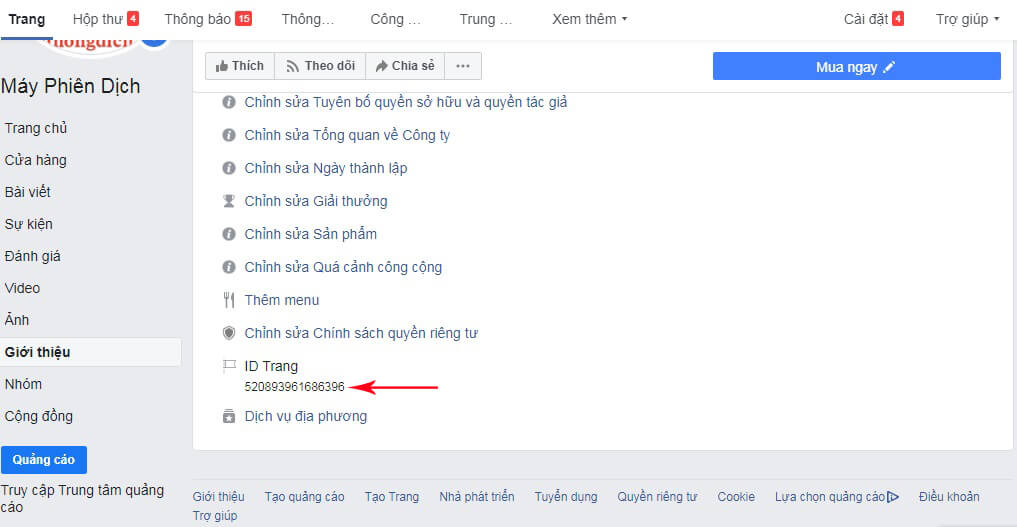 Trang Hộp thư 4 Thông báo 15 Thông... Công ... Trung ... Xem thêm Cài đặt 4 Trợ giúp
Thích Theo dõi Chia sẻ ... Mua ngay
Máy Phiên Dịch
Trang chủ
Cửa hàng
Bài viết
Sự kiện
Đánh giá
Video
Ảnh
Giới thiệu
Nhóm
Cộng đồng
Quảng cáo
Truy cập Trung tâm quảng
cáo
Chỉnh sửa Tuyên bố quyền sở hữu và quyền tác giả
Chỉnh sửa Tổng quan về Công ty
Chỉnh sửa Ngày thành lập
Chỉnh sửa Giải thưởng
Chỉnh sửa Sản phẩm
Chỉnh sửa Quá cảnh công cộng
Thêm menu
Chỉnh sửa Chính sách quyền riêng tư
ID Trang
520893961686396
Dịch vụ địa phương
Giới thiệu Tạo quảng cáo Tạo Trang Nhà phát triển Tuyển dụng Quyền riêng tư Cookie Lựa chọn quảng cáo Điều khoản
Trợ giúp